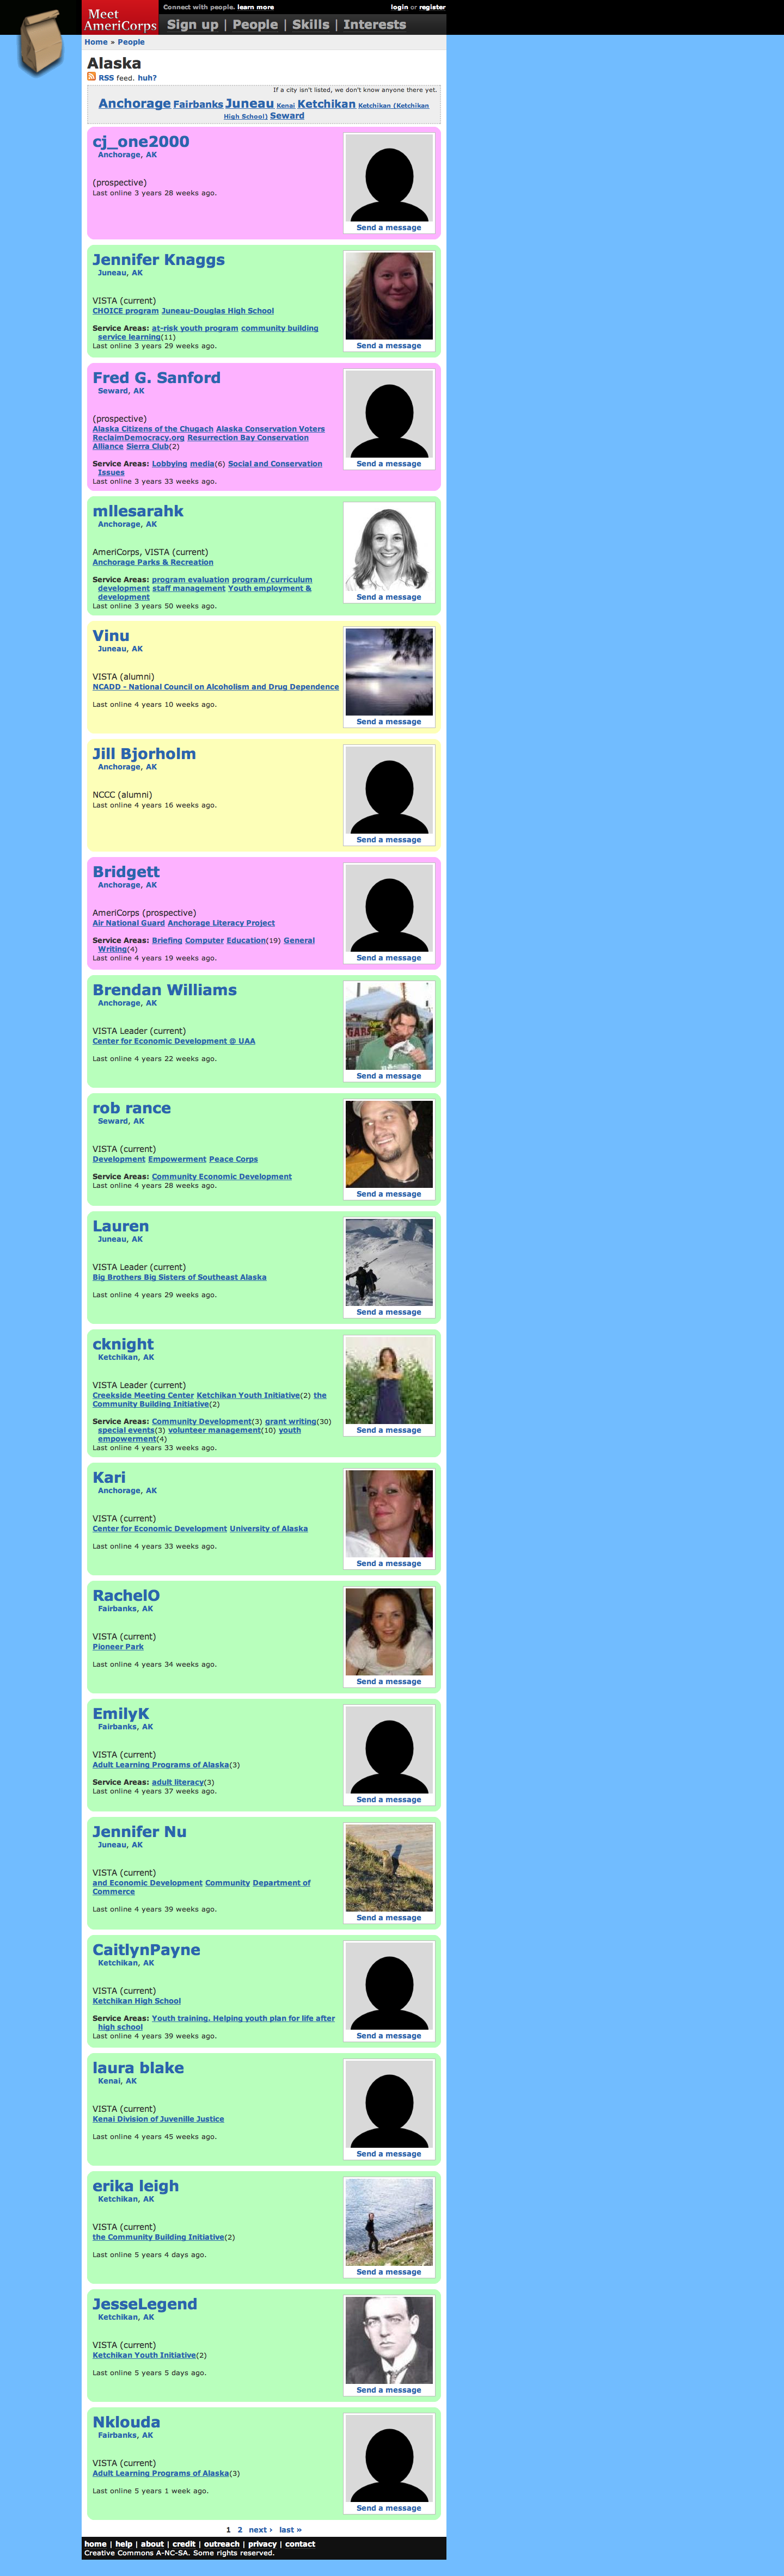 Meet
AmeriCorps
Connect with people. learn more
login or register
Sign up | People | Skills | Interests
Home » People
Alaska
RSS feed. huh?
If a city isn't listed, we don't know anyone there yet.
Anchorage Fairbanks Juneau Kenai Ketchikan Ketchikan (Ketchikan
High School) Seward
cj_one2000
Anchorage, AK
(prospective)
Last online 3 years 28 weeks ago.
Send a message
Jennifer Knaggs
Juneau, AK
VISTA (current)
CHOICE program Juneau-Douglas High School
Service Areas: at-risk youth program community building
service learning(11)
Last online 3 years 29 weeks ago.
Send a message
Fred G. Sanford
Seward, AK
(prospective)
Alaska Citizens of the Chugach Alaska Conservation Voters
ReclaimDemocracy.org Resurrection Bay Conservation
Alliance Sierra Club(2)
Service Areas: Lobbying media(6) Social and Conservation
Issues
Last online 3 years 33 weeks ago.
Send a message
mllesarahk
Anchorage, AK
AmeriCorps, VISTA (current)
Anchorage Parks & Recreation
Service Areas: program evaluation program/curriculum
development staff management Youth employment &
development
Last online 3 years 50 weeks ago.
Send a message
Vinu
Juneau, AK
VISTA (alumni)
NCADD - National Council on Alcoholism and Drug Dependence
Last online 4 years 10 weeks ago.
Send a message
Jill Bjorholm
Anchorage, AK
NCCC (alumni)
Last online 4 years 16 weeks ago.
Send a message
Bridgett
Anchorage, AK
AmeriCorps (prospective)
Air National Guard Anchorage Literacy Project
Service Areas: Briefing Computer Education(19) General
Writing(4)
Last online 4 years 19 weeks ago.
Send a message
Brendan Williams
Anchorage, AK
VISTA Leader (current)
Center for Economic Development @ UAA
Last online 4 years 22 weeks ago.
Send a message
rob rance
Seward, AK
VISTA (current)
Development Empowerment Peace Corps
Service Areas: Community Economic Development
Last online 4 years 28 weeks ago.
Send a message
Lauren
Juneau, AK
VISTA Leader (current)
Big Brothers Big Sisters of Southeast Alaska
Last online 4 years 29 weeks ago.
Send a message
cknight
Ketchikan, AK
VISTA Leader (current)
Creekside Meeting Center Ketchikan Youth Initiative(2) the
Community Building Initiative(2)
Service Areas: Community Development(3) grant writing(30)
special events(3) volunteer management(10) youth
empowerment(4)
Last online 4 years 33 weeks ago.
Send a message
Kari
Anchorage, AK
VISTA (current)
Center for Economic Development University of Alaska
Last online 4 years 33 weeks ago.
Send a message
RachelO
Fairbanks, AK
VISTA (current)
Pioneer Park
Last online 4 years 34 weeks ago.
Send a message
EmilyK
Fairbanks, AK
VISTA (current)
Adult Learning Programs of Alaska(3)
Service Areas: adult literacy(3)
Last online 4 years 37 weeks ago.
Send a message
Jennifer Nu
Juneau, AK
VISTA (current)
and Economic Development Community Department of
Commerce
Last online 4 years 39 weeks ago.
Send a message
CaitlynPayne
Ketchikan, AK
VISTA (current)
Ketchikan High School
Service Areas: Youth training. Helping youth plan for life after
high school
Last online 4 years 39 weeks ago.
Send a message
laura blake
Kenai, AK
VISTA (current)
Kenai Division of Juvenille Justice
Last online 4 years 45 weeks ago.
Send a message
erika leigh
Ketchikan, AK
VISTA (current)
the Community Building Initiative(2)
Last online 5 years 4 days ago.
Send a message
JesseLegend
Ketchikan, AK
VISTA (current)
Ketchikan Youth Initiative(2)
Last online 5 years 5 days ago.
Send a message
Nklouda
Fairbanks, AK
VISTA (current)
Adult Learning Programs of Alaska(3)
Last online 5 years 1 week ago.
Send a message
1 2 next › last »
home | help | about | credit | outreach | privacy | contact
Creative Commons A-NC-SA. Some rights reserved.